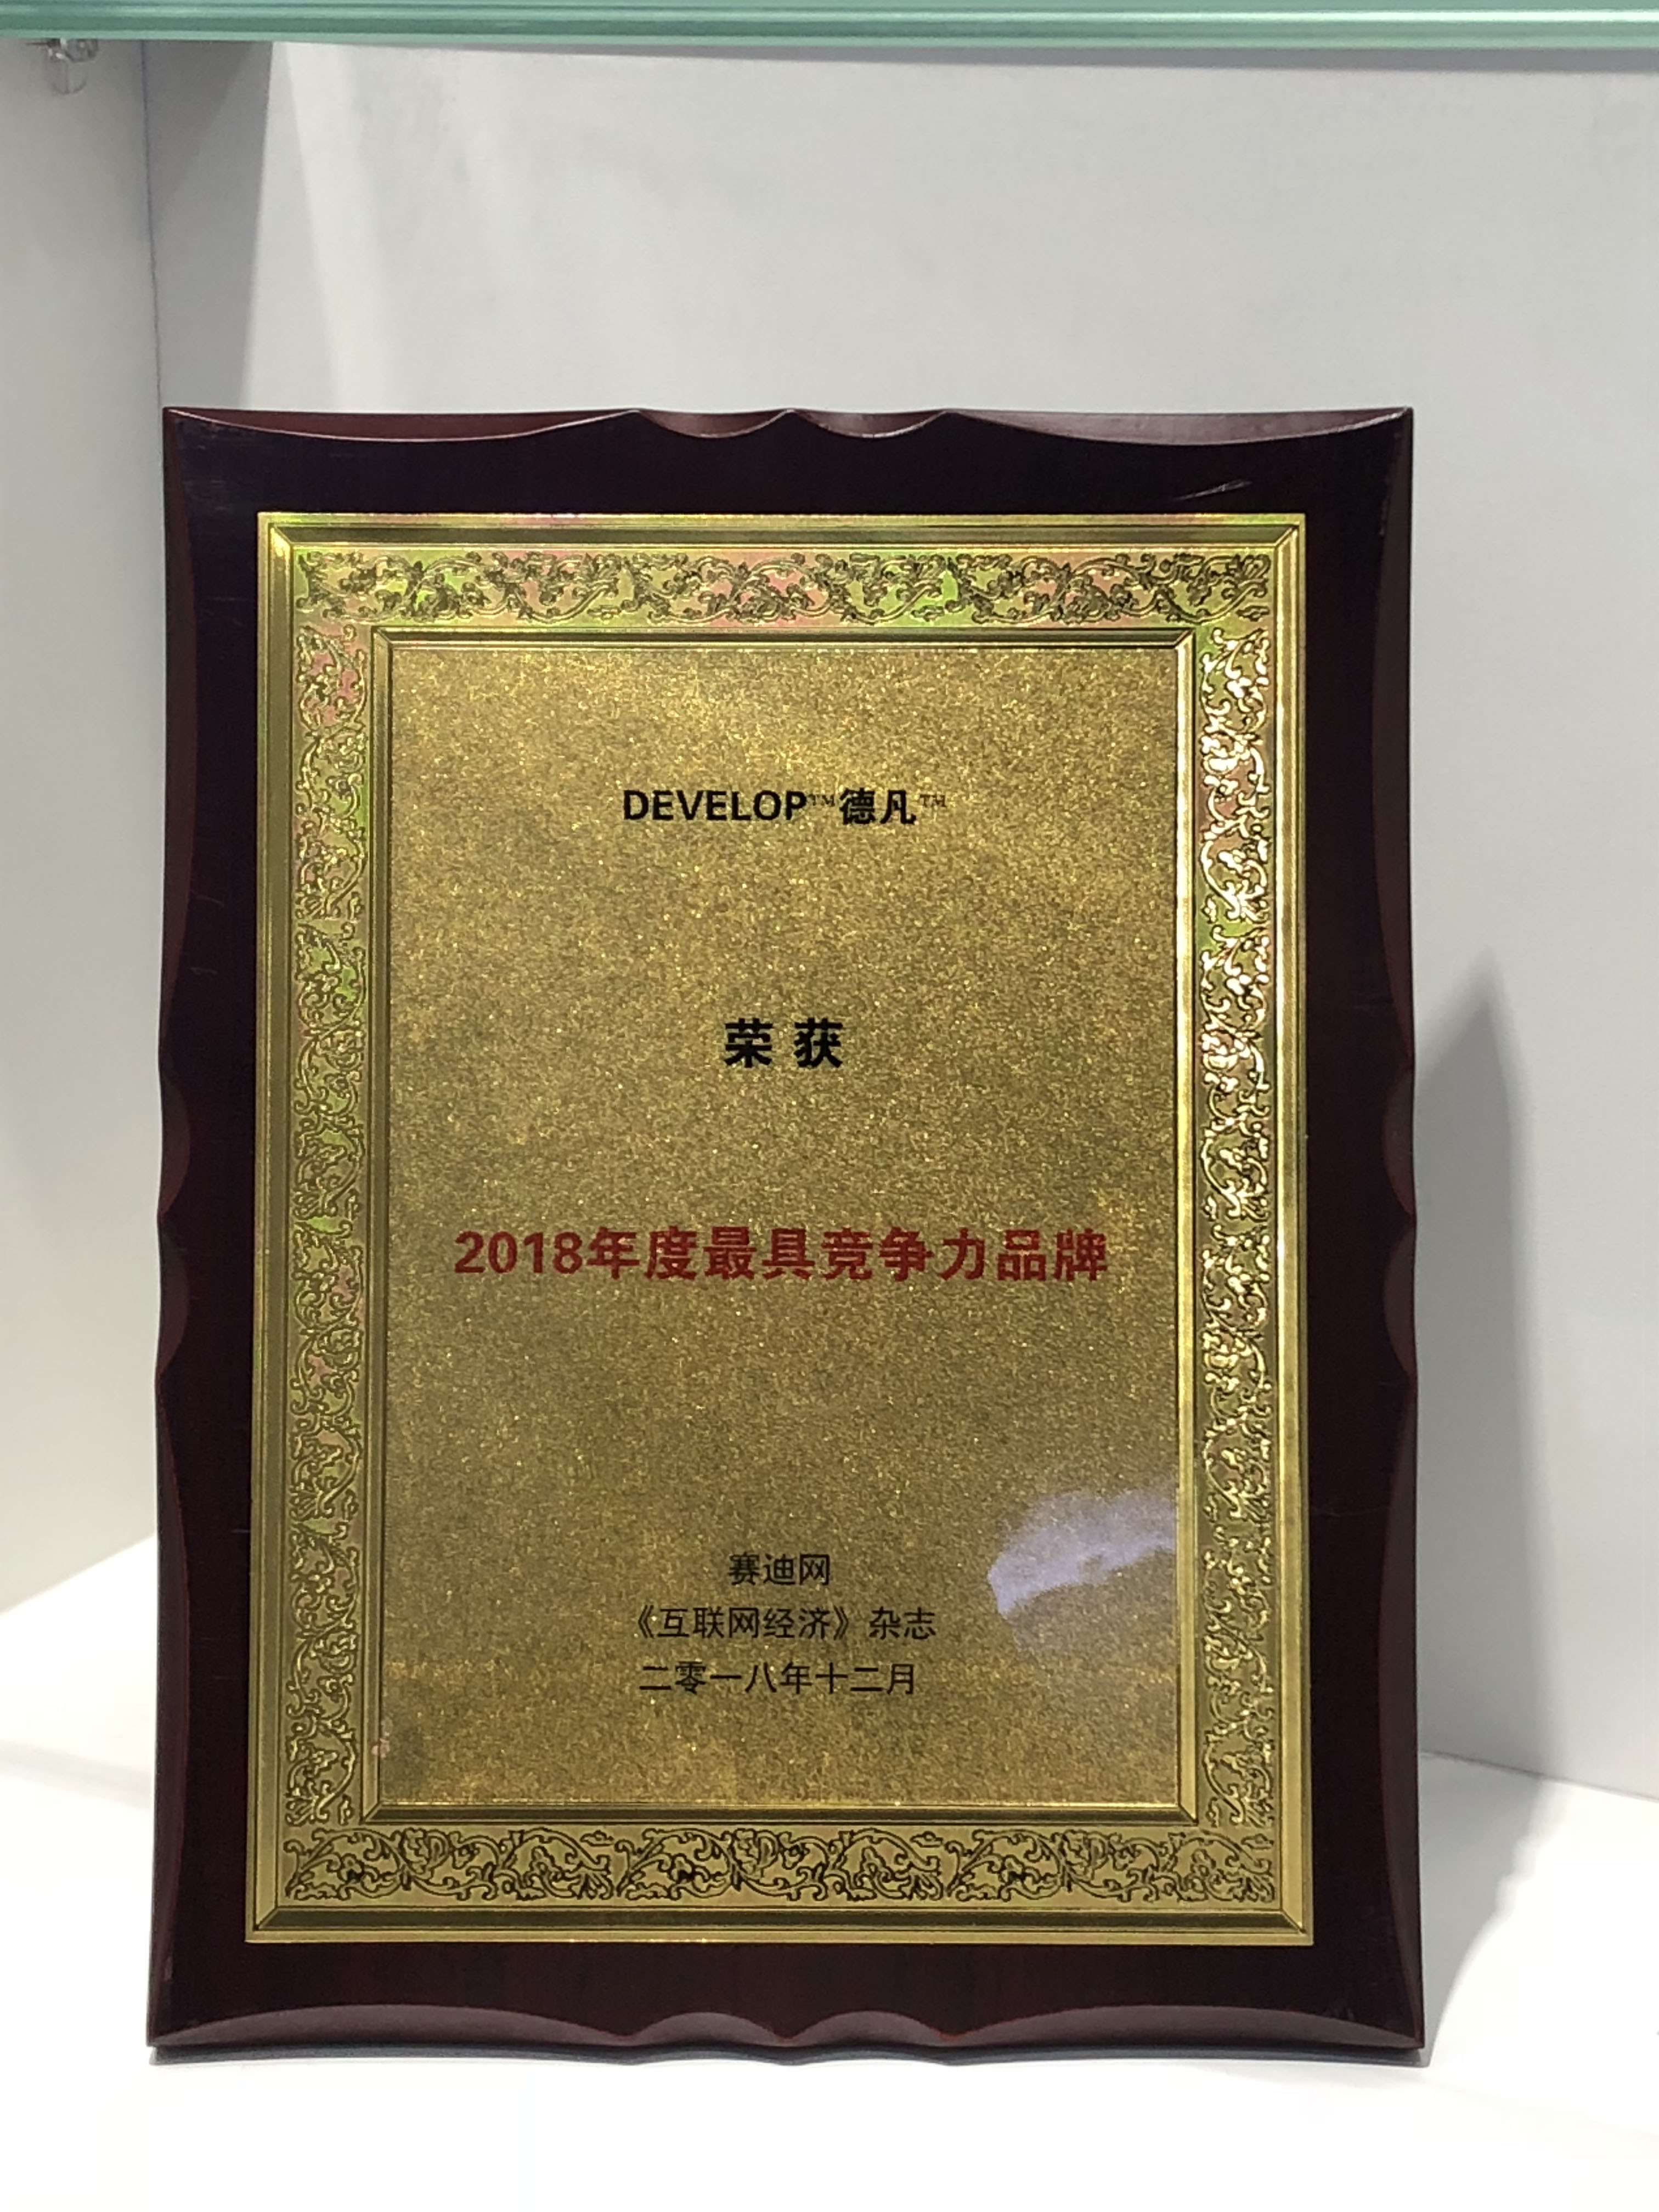 DEVELOP™德凡™
荣获
2018年度最具竞争力品牌
赛迪网
《互联网经济》杂志
二零一八年十二月